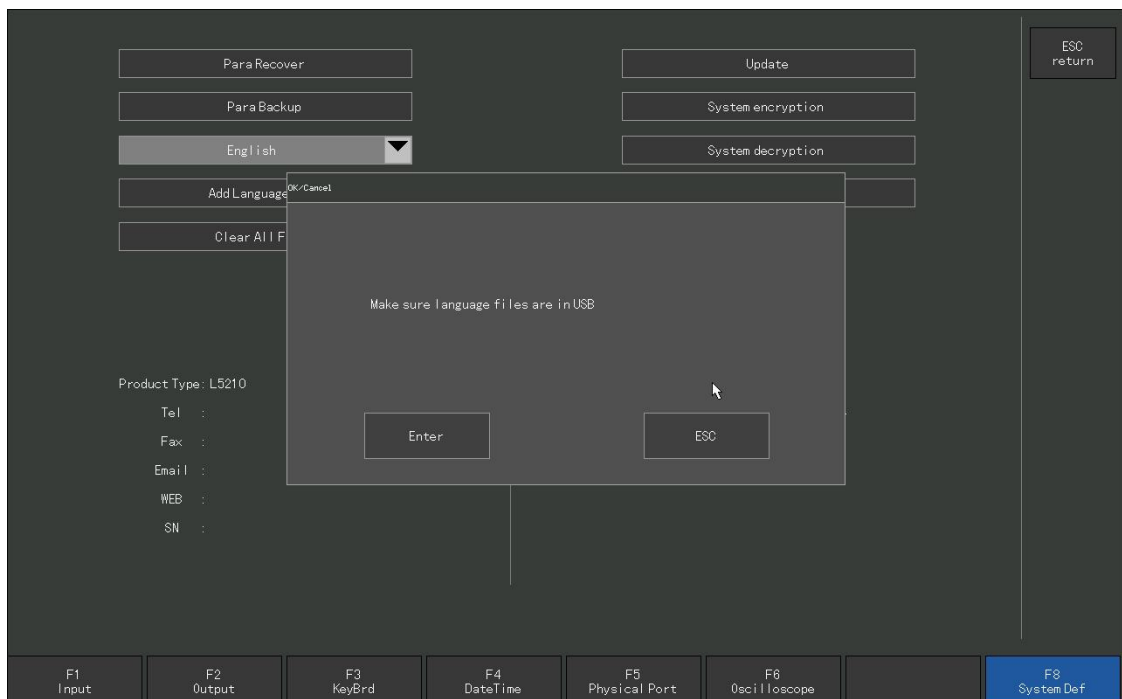 ESC
return
Para Recover
Update
Para Backup
System encryption
English
System decryption
Add Language
OK/Cancel
Clear All F
Make sure language files are in USB
Product Type: L5210
Tel :
Enter
ESC
Fax :
Email :
WEB :
SN :
F1
Input
F2
Output
F3
KeyBrd
F4
DateTime
F5
Physical Port
F6
Oscilloscope
F8
System Def